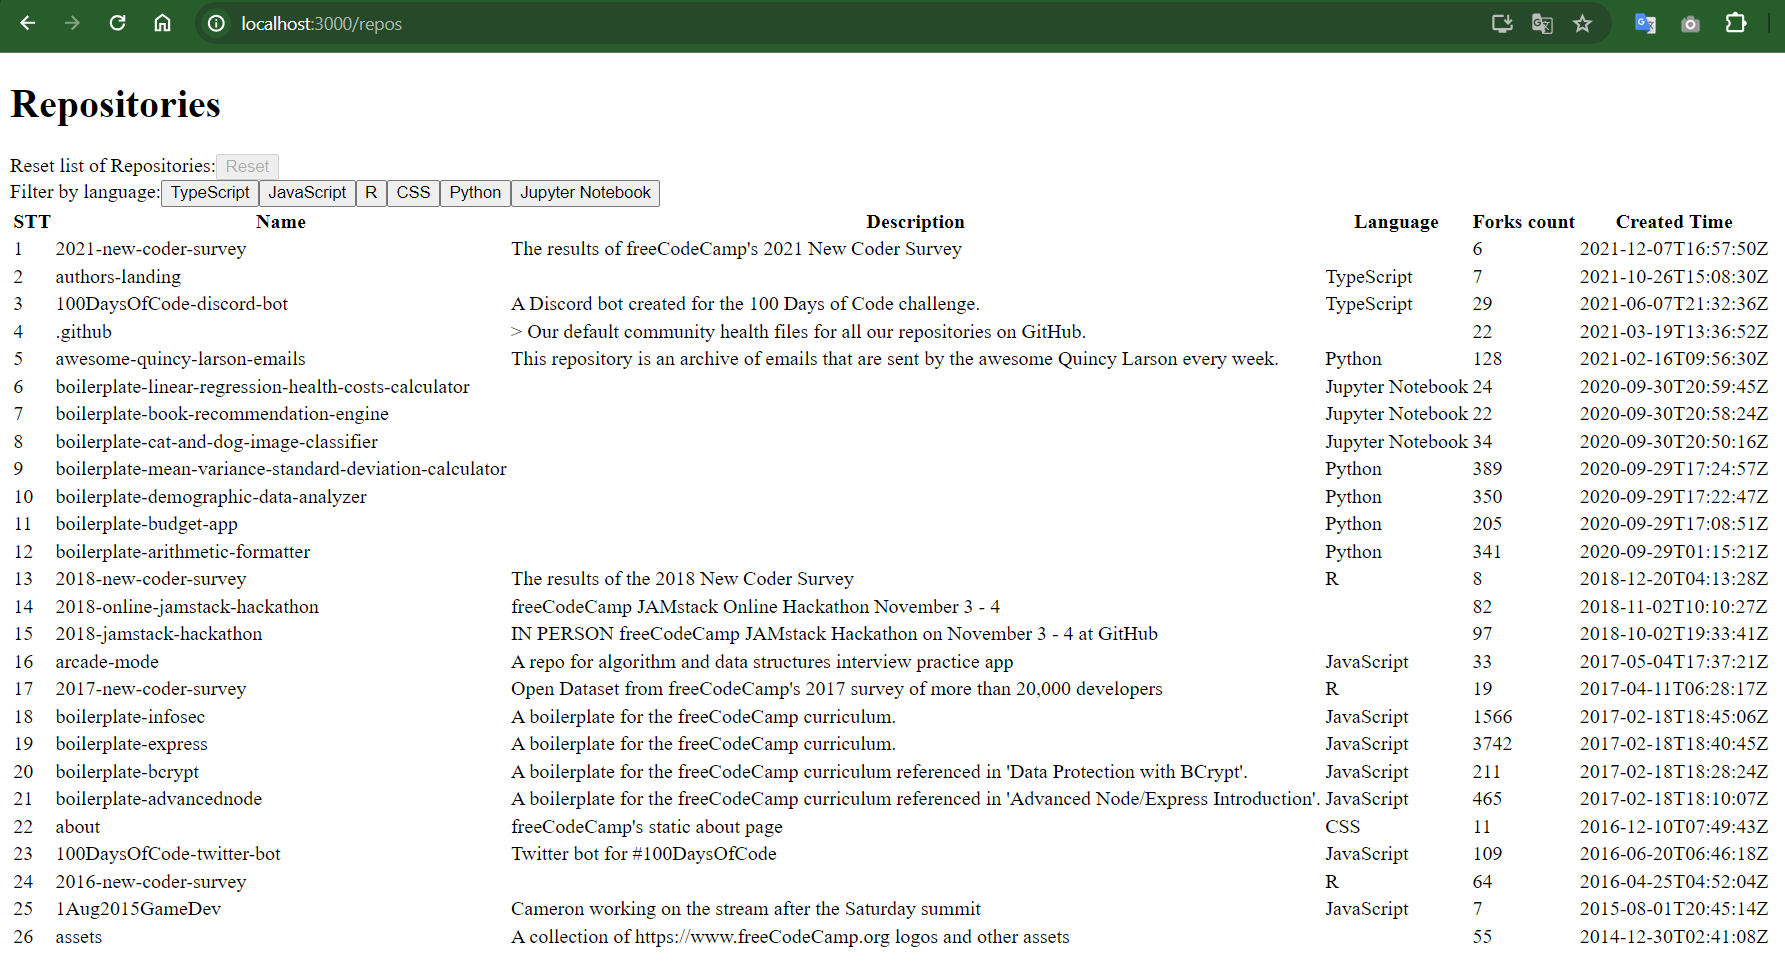 localhost:3000/repos
Repositories
Reset list of Repositories: Reset
Filter by language: TypeScript JavaScript R CSS Python Jupyter Notebook
STT Name Description Language Forks count Created Time
1 2021-new-coder-survey The results of freeCodeCamp's 2021 New Coder Survey 6 2021-12-07T16:57:50Z
2 authors-landing TypeScript 7 2021-10-26T15:08:30Z
3 100DaysOfCode-discord-bot A Discord bot created for the 100 Days of Code challenge. TypeScript 29 2021-06-07T21:32:36Z
4 .github > Our default community health files for all our repositories on GitHub. 22 2021-03-19T13:36:52Z
5 awesome-quincy-larson-emails This repository is an archive of emails that are sent by the awesome Quincy Larson every week. Python 128 2021-02-16T09:56:30Z
6 boilerplate-linear-regression-health-costs-calculator Jupyter Notebook 24 2020-09-30T20:59:45Z
7 boilerplate-book-recommendation-engine Jupyter Notebook 22 2020-09-30T20:58:24Z
8 boilerplate-cat-and-dog-image-classifier Jupyter Notebook 34 2020-09-30T20:50:16Z
9 boilerplate-mean-variance-standard-deviation-calculator Python 389 2020-09-29T17:24:57Z
10 boilerplate-demographic-data-analyzer Python 350 2020-09-29T17:22:47Z
11 boilerplate-budget-app Python 205 2020-09-29T17:08:51Z
12 boilerplate-arithmetic-formatter Python 341 2020-09-29T01:15:21Z
13 2018-new-coder-survey The results of the 2018 New Coder Survey R 8 2018-12-20T04:13:28Z
14 2018-online-jamstack-hackathon freeCodeCamp JAMstack Online Hackathon November 3 - 4 82 2018-11-02T10:10:27Z
15 2018-jamstack-hackathon IN PERSON freeCodeCamp JAMstack Hackathon on November 3 - 4 at GitHub 97 2018-10-02T19:33:41Z
16 arcade-mode A repo for algorithm and data structures interview practice app JavaScript 33 2017-05-04T17:37:21Z
17 2017-new-coder-survey Open Dataset from freeCodeCamp's 2017 survey of more than 20,000 developers R 19 2017-04-11T06:28:17Z
18 boilerplate-infosec A boilerplate for the freeCodeCamp curriculum. JavaScript 1566 2017-02-18T18:45:06Z
19 boilerplate-express A boilerplate for the freeCodeCamp curriculum. JavaScript 3742 2017-02-18T18:40:45Z
20 boilerplate-bcrypt A boilerplate for the freeCodeCamp curriculum referenced in 'Data Protection with BCrypt'. JavaScript 211 2017-02-18T18:28:24Z
21 boilerplate-advancednode A boilerplate for the freeCodeCamp curriculum referenced in 'Advanced Node/Express Introduction'. JavaScript 465 2017-02-18T18:10:07Z
22 about freeCodeCamp's static about page CSS 11 2016-12-10T07:49:43Z
23 100DaysOfCode-twitter-bot Twitter bot for #100DaysOfCode JavaScript 109 2016-06-20T06:46:18Z
24 2016-new-coder-survey R 64 2016-04-25T04:52:04Z
25 1Aug2015GameDev Cameron working on the stream after the Saturday summit JavaScript 7 2015-08-01T20:45:14Z
26 assets A collection of https://www.freeCodeCamp.org logos and other assets 55 2014-12-30T02:41:08Z